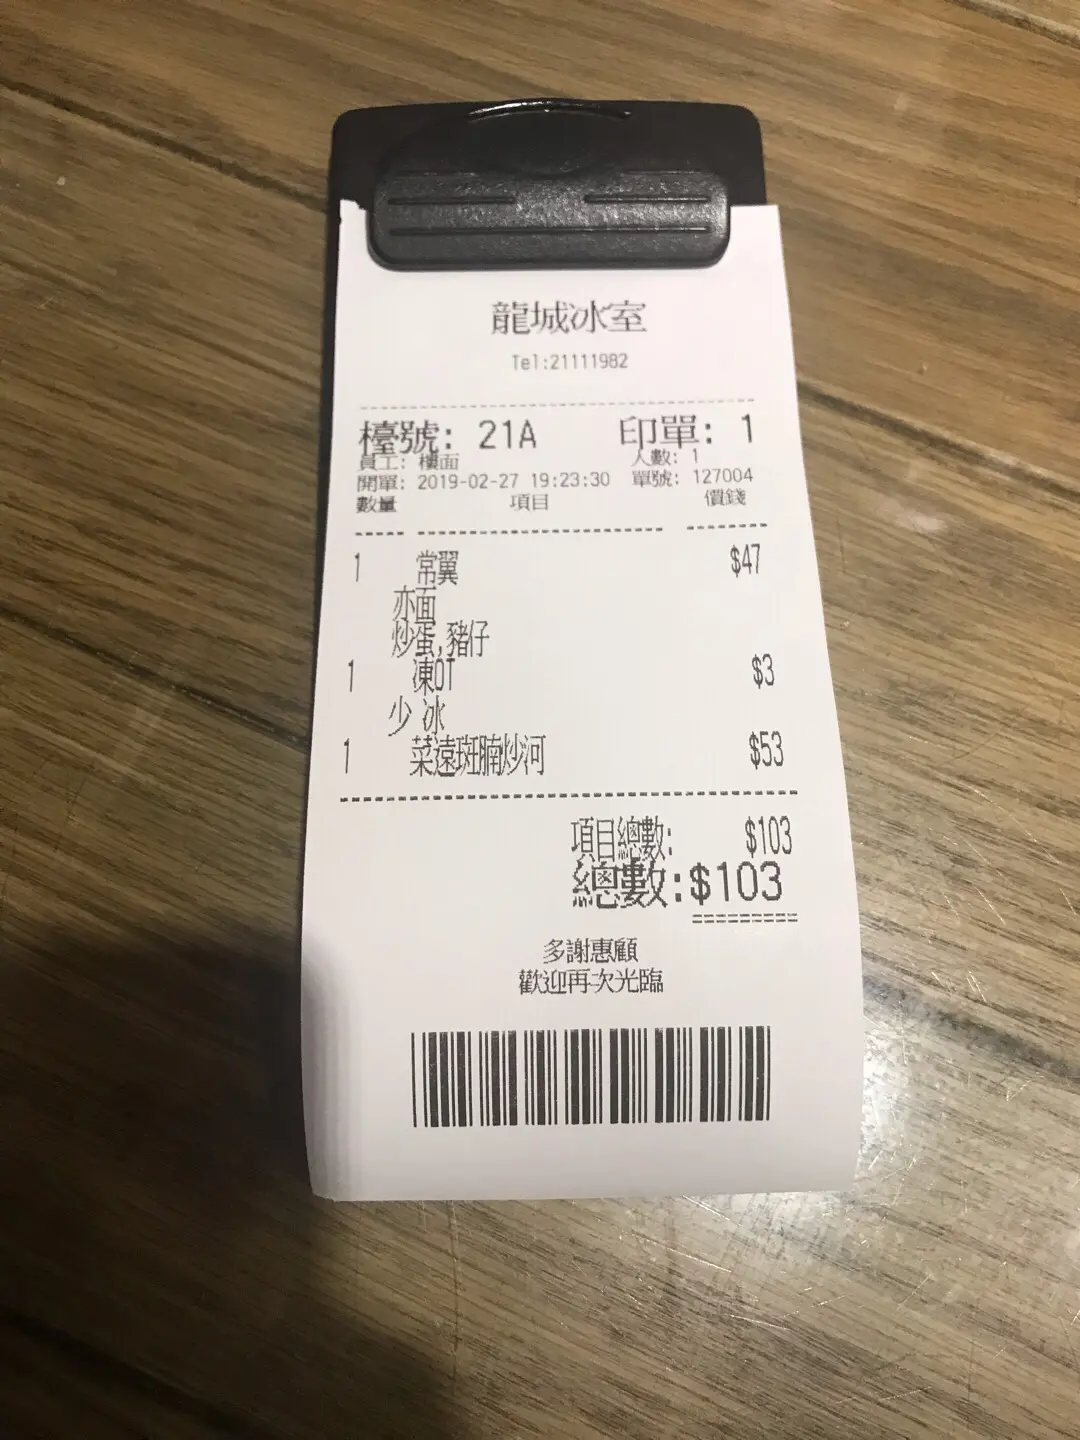 龍城冰室
Tel:21111982
檯號: 21A 印單: 1
員工: 樓面 人數: 1
開單: 2019-02-27 19:23:30 單號: 127004
數量 項目 價錢
1 常翼 $47
亦面
炒蛋,豬仔
1 凍OT $3
少 冰
1 菜遠斑腩炒河 $53
項目總數: $103
總數:$103
多謝惠顧
歡迎再次光臨